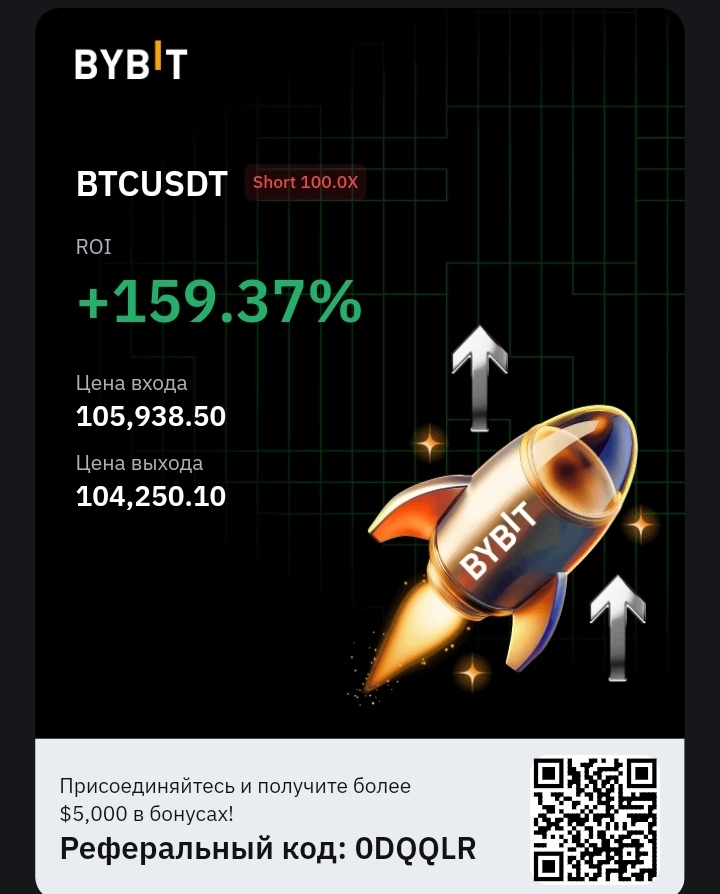 BYBIT
BTCUSDT Short 100.0X
ROI
+159.37%
Цена входа
105,938.50
Цена выхода
104,250.10
BYBIT
Присоединяйтесь и получите более
$5,000 в бонусах!
Реферальный код: 0DQQLR